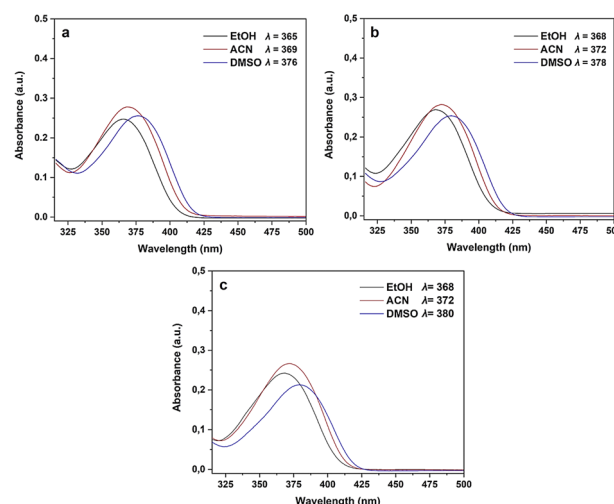 a
EtOH λ = 365
ACN λ = 369
DMSO λ = 376
0,5
0,4
0,3
0,2
0,1
0.0
Absorbance (a.u.)
325 350 375 400 425 450 475 500
Wavelength (nm)
b
EtOH λ = 368
ACN λ = 372
DMSO λ = 378
0,5
0,4
0,3
0,2
0,1
0,0
Absorbance (a.u.)
325 350 375 400 425 450 475 500
Wavelength (nm)
c
EtOH λ= 368
ACN λ= 372
DMSO λ= 380
0,5
0,4
0,3
0,2
0,1
0,0
Absorbance (a.u.)
325 350 375 400 425 450 475 500
Wavelength (nm)